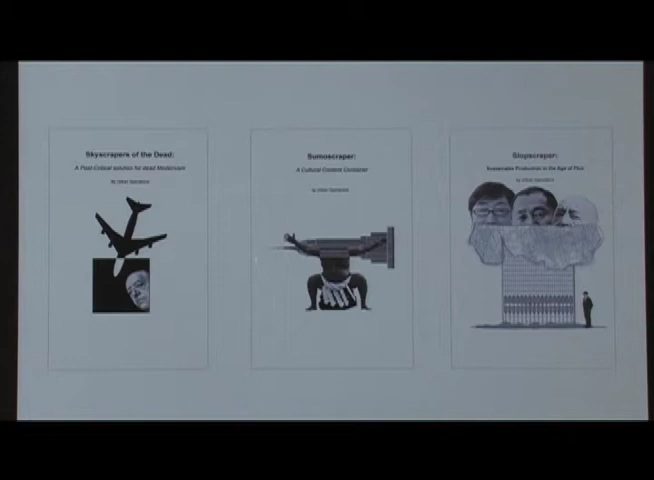 Skyscrapers of the Dead:
A Post-Critical solution for dead Modernism
Sumoscraper:
A Cultural Content Container
Slopscraper:
Sustainable Production in the Age of Flux